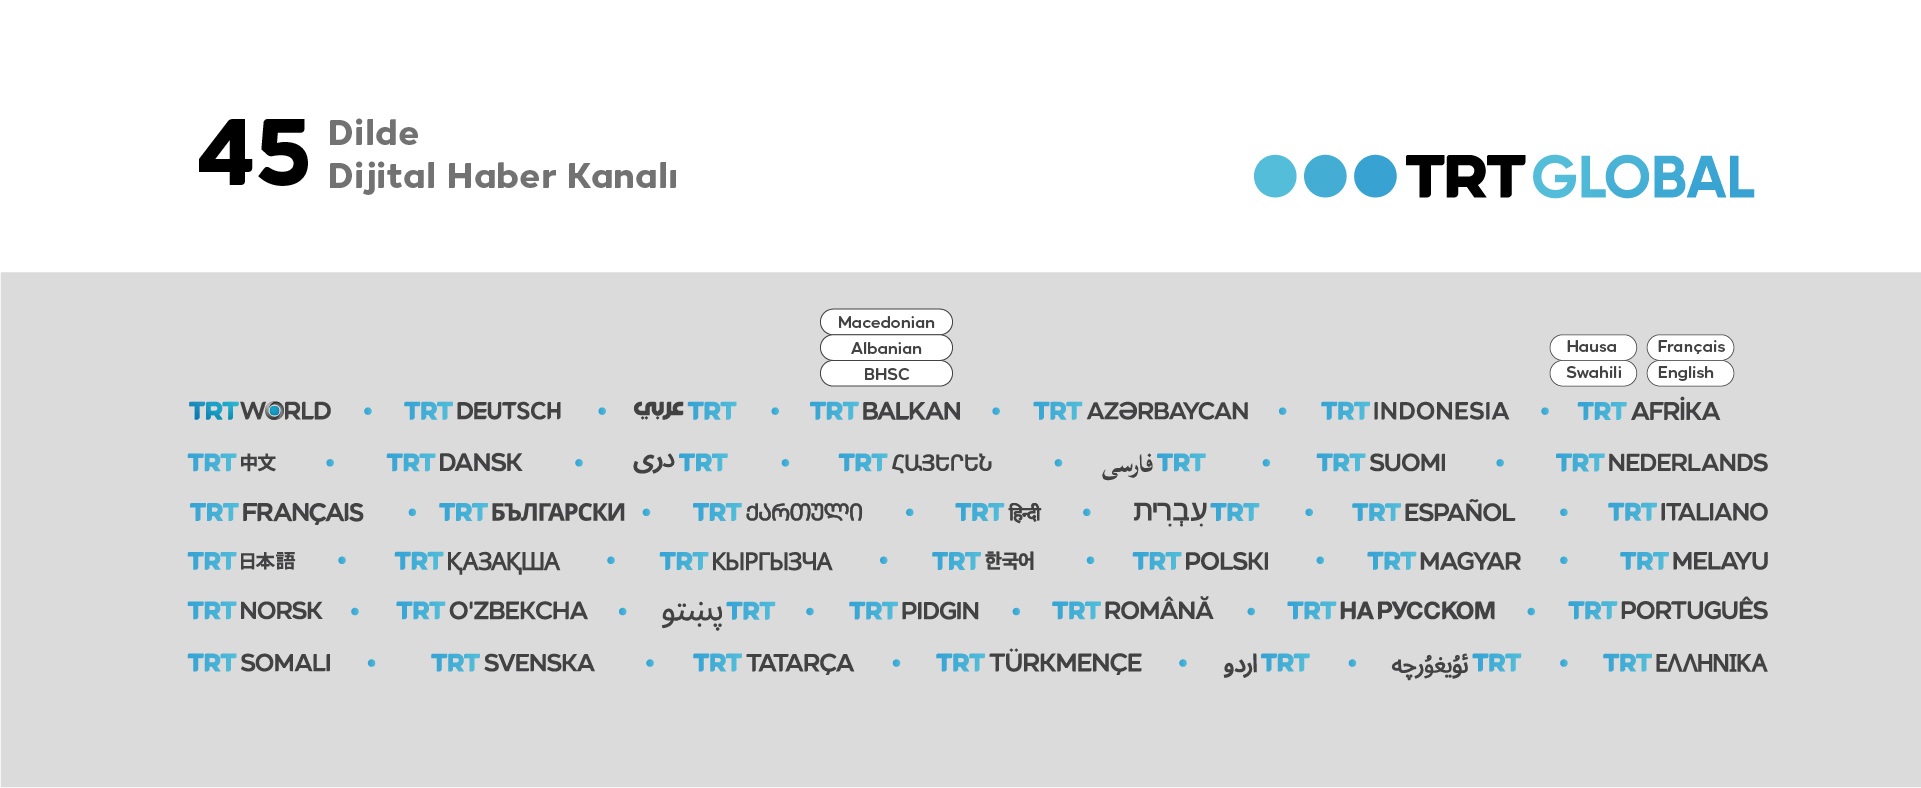 45 Dilde
Dijital Haber Kanalı
TRT GLOBAL
Macedonian
Albanian
BHSC
Hausa Français
Swahili English
TRT WORLD • TRT DEUTSCH • TRT عربي • TRT BALKAN • TRT AZƏRBAYCAN • TRT INDONESIA • TRT AFRİKA
TRT 中文 • TRT DANSK • TRT دری • TRT ՀԱՅԵՐԵՆ • TRT فارسی • TRT SUOMI • TRT NEDERLANDS
TRT FRANÇAIS • TRT БЪЛГАРСКИ • TRT ᲥᲐᲠᲗᲣᲚᲘ • TRT हिन्दी • TRT עִבְרִית • TRT ESPAÑOL • TRT ITALIANO
TRT 日本語 • TRT ҚАЗАҚША • TRT КЫРГЫЗЧА • TRT 한국어 • TRT POLSKI • TRT MAGYAR • TRT MELAYU
TRT NORSK • TRT O'ZBEKCHA • TRT پښتو • TRT PIDGIN • TRT ROMÂNĂ • TRT НА РУССКОМ • TRT PORTUGUÊS
TRT SOMALI • TRT SVENSKA • TRT TATARÇA • TRT TÜRKMENÇE • TRT اردو • TRT ئۇيغۇرچە • TRT ΕΛΛΗΝΙΚΑ